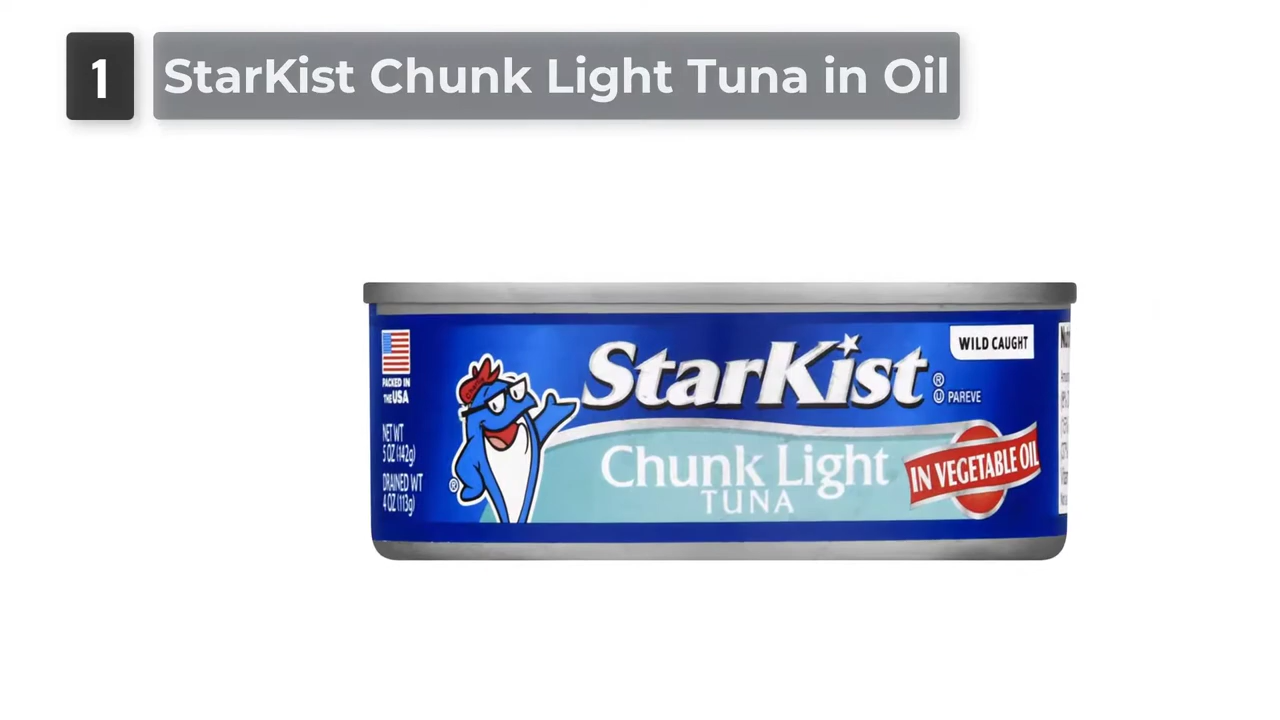 1 StarKist Chunk Light Tuna in Oil
PACKED IN
THE USA
NET WT
5 OZ (142g)
DRAINED WT
4 OZ (113g)
®
StarKist
®
Ⓤ PAREVE
WILD CAUGHT
Chunk Light
TUNA
IN VEGETABLE OIL